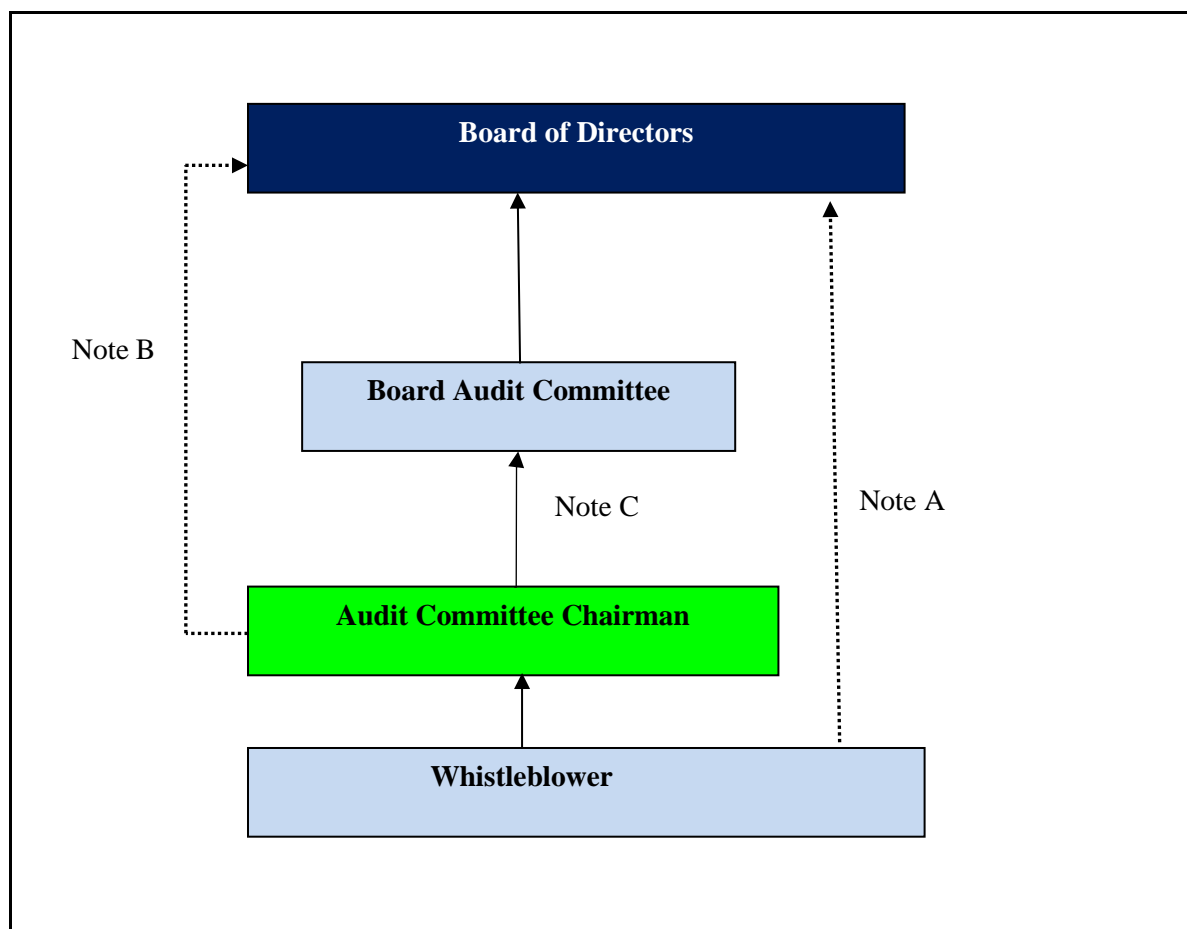 Board of Directors
Note B
Board Audit Committee
Note C
Note A
Audit Committee Chairman
Whistleblower